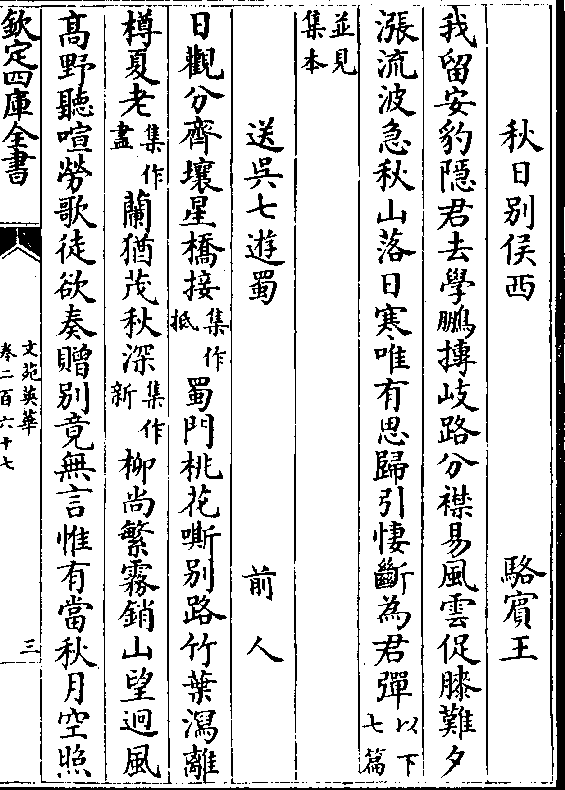 秋日別侯西　駱賓王
我留安豹隱君去學鵬摶岐路分襟易風雲促膝難夕
漲流波急秋山落日寒唯有思歸引悽斷為君彈以下七篇
並見集本
送吳七遊蜀　前人
日觀分齊壤星橋接集作抵蜀門桃花嘶別路竹葉瀉離
樽夏老集作盡蘭猶茂秋深集作新柳尚繁霧銷山望迥風
高野聽喧勞歌徒欲奏贈別竟無言惟有當秋月空照
欽定四庫全書
文苑英華
卷二百六十七
三